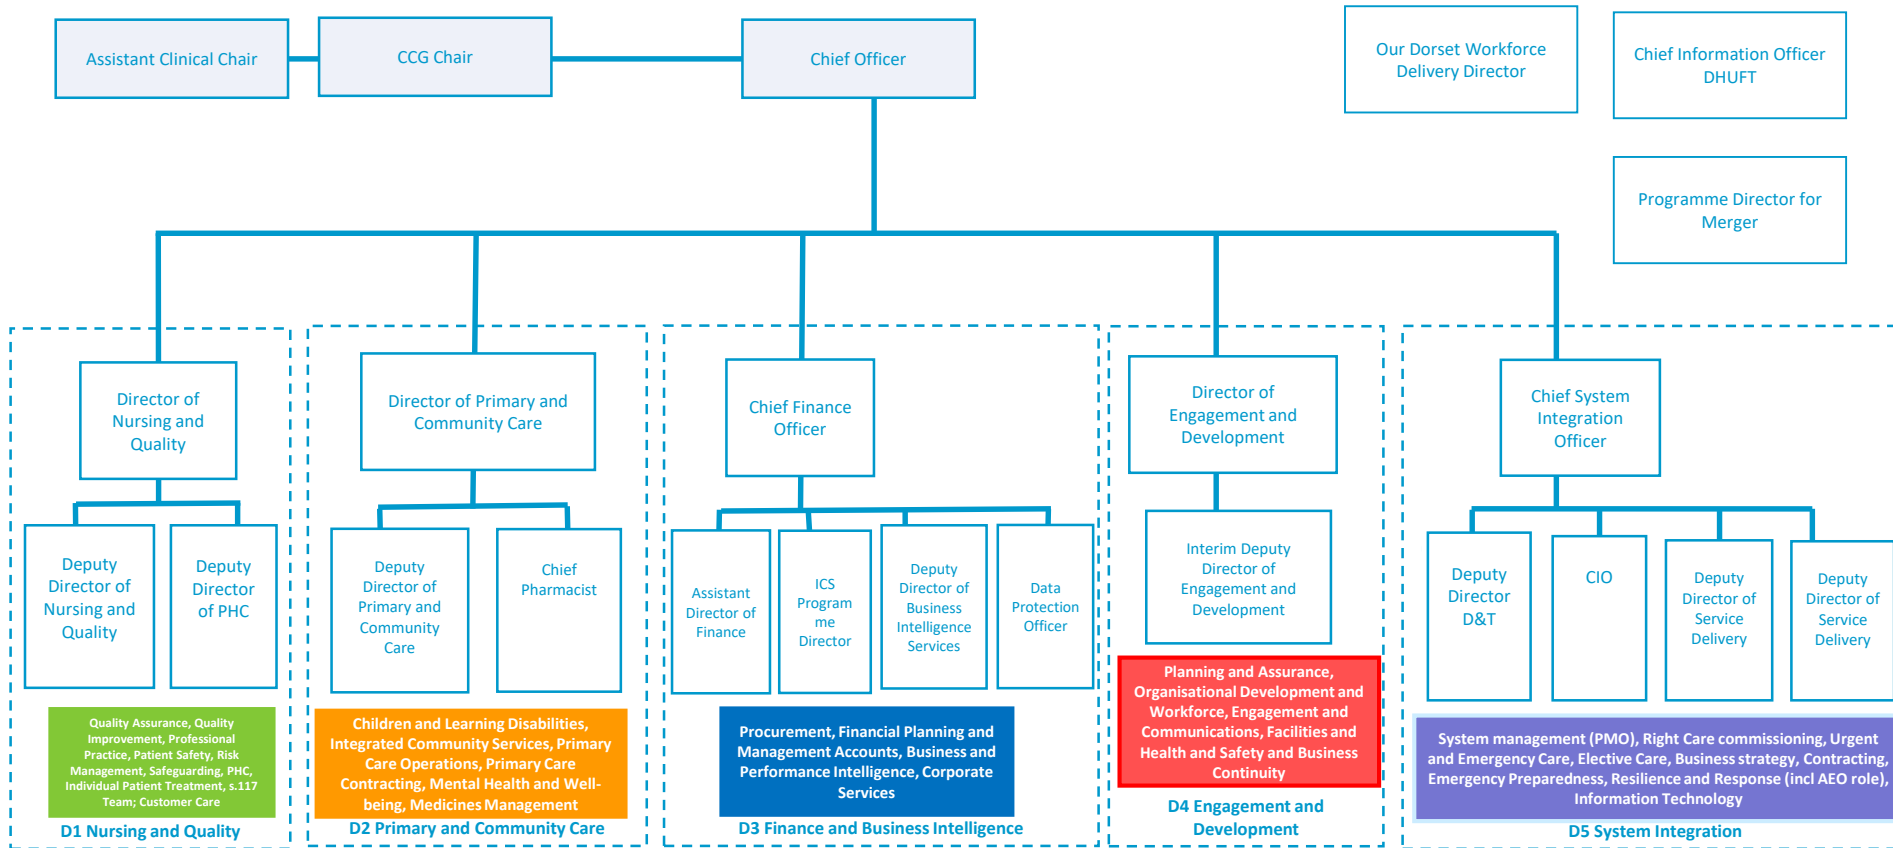 Assistant Clinical Chair
CCG Chair
Chief Officer
Our Dorset Workforce
Delivery Director
Chief Information Officer
DHUFT
Programme Director for
Merger
Director of
Nursing and
Quality
Deputy
Director of
Nursing and
Quality
Deputy
Director
of PHC
Quality Assurance, Quality
Improvement, Professional
Practice, Patient Safety, Risk
Management, Safeguarding, PHC,
Individual Patient Treatment, s.117
Team; Customer Care
D1 Nursing and Quality
Director of Primary and
Community Care
Deputy
Director of
Primary and
Community
Care
Chief
Pharmacist
Children and Learning Disabilities,
Integrated Community Services, Primary
Care Operations, Primary Care
Contracting, Mental Health and Well-
being, Medicines Management
D2 Primary and Community Care
Chief Finance
Officer
Assistant
Director of
Finance
ICS
Program
me
Director
Deputy
Director of
Business
Intelligence
Services
Data
Protection
Officer
Procurement, Financial Planning and
Management Accounts, Business and
Performance Intelligence, Corporate
Services
D3 Finance and Business Intelligence
Director of
Engagement and
Development
Interim Deputy
Director of
Engagement and
Development
Planning and Assurance,
Organisational Development and
Workforce, Engagement and
Communications, Facilities and
Health and Safety and Business
Continuity
D4 Engagement and
Development
Chief System
Integration
Officer
Deputy
Director
D&T
CIO
Deputy
Director of
Service
Delivery
Deputy
Director of
Service
Delivery
System management (PMO), Right Care commissioning, Urgent
and Emergency Care, Elective Care, Business strategy, Contracting,
Emergency Preparedness, Resilience and Response (incl AEO role),
Information Technology
D5 System Integration